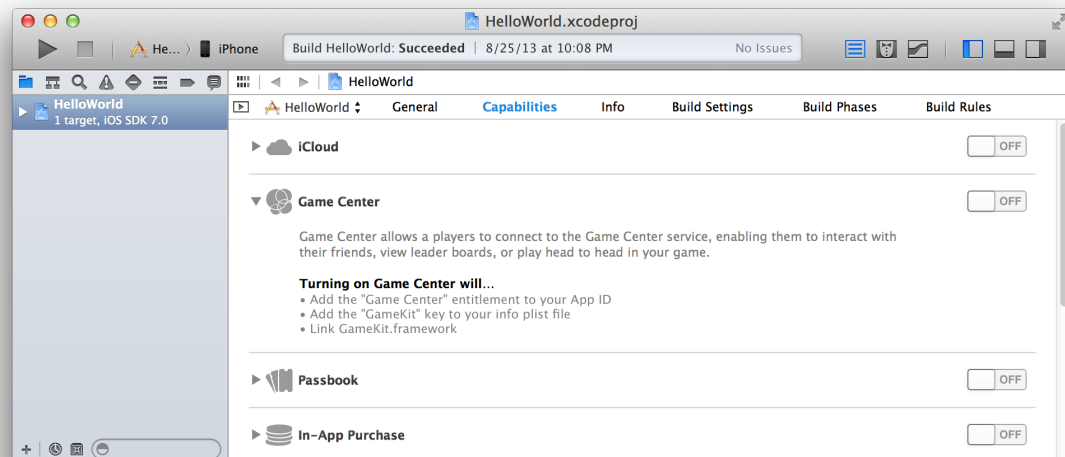 HelloWorld.xcodeproj
He... iPhone
Build HelloWorld: Succeeded | 8/25/13 at 10:08 PM No Issues
HelloWorld
HelloWorld
1 target, iOS SDK 7.0
HelloWorld General Capabilities Info Build Settings Build Phases Build Rules
iCloud OFF
Game Center OFF
Game Center allows a players to connect to the Game Center service, enabling them to interact with
their friends, view leader boards, or play head to head in your game.
Turning on Game Center will...
• Add the "Game Center" entitlement to your App ID
• Add the "GameKit" key to your info plist file
• Link GameKit.framework
Passbook OFF
In-App Purchase OFF